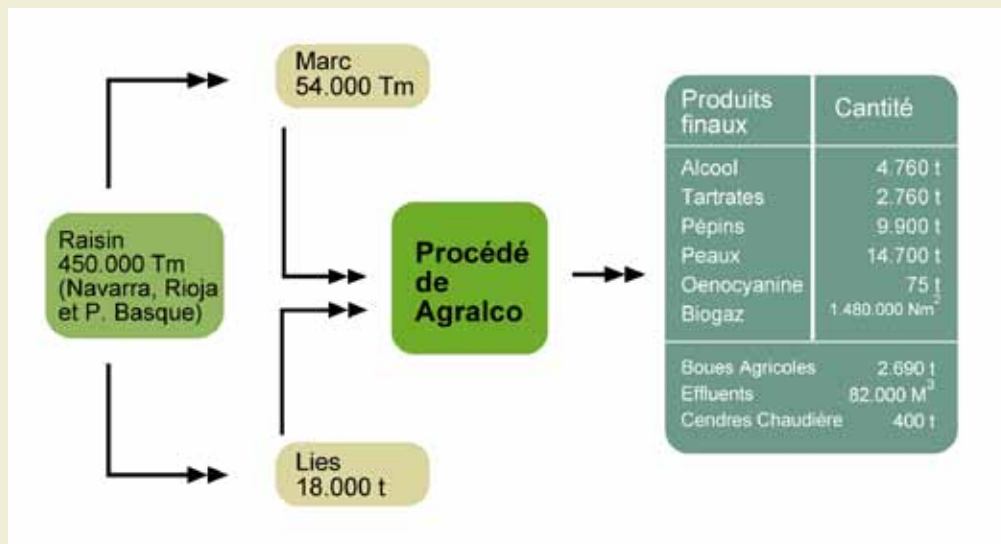 Marc
54.000 Tm
Raisin
450.000 Tm
(Navarra, Rioja
et P. Basque)
Lies
18.000 t
Procédé
de
Agralco
Produits
finaux
Cantité
Alcool 4.760 t
Tartrates 2.760 t
Pépins 9.900 t
Peaux 14.700 t
Oenocyanine 75 t
Biogaz 1.480.000 Nm²
Boues Agricoles 2.690 t
Effluents 82.000 M³
Cendres Chaudiére 400 t